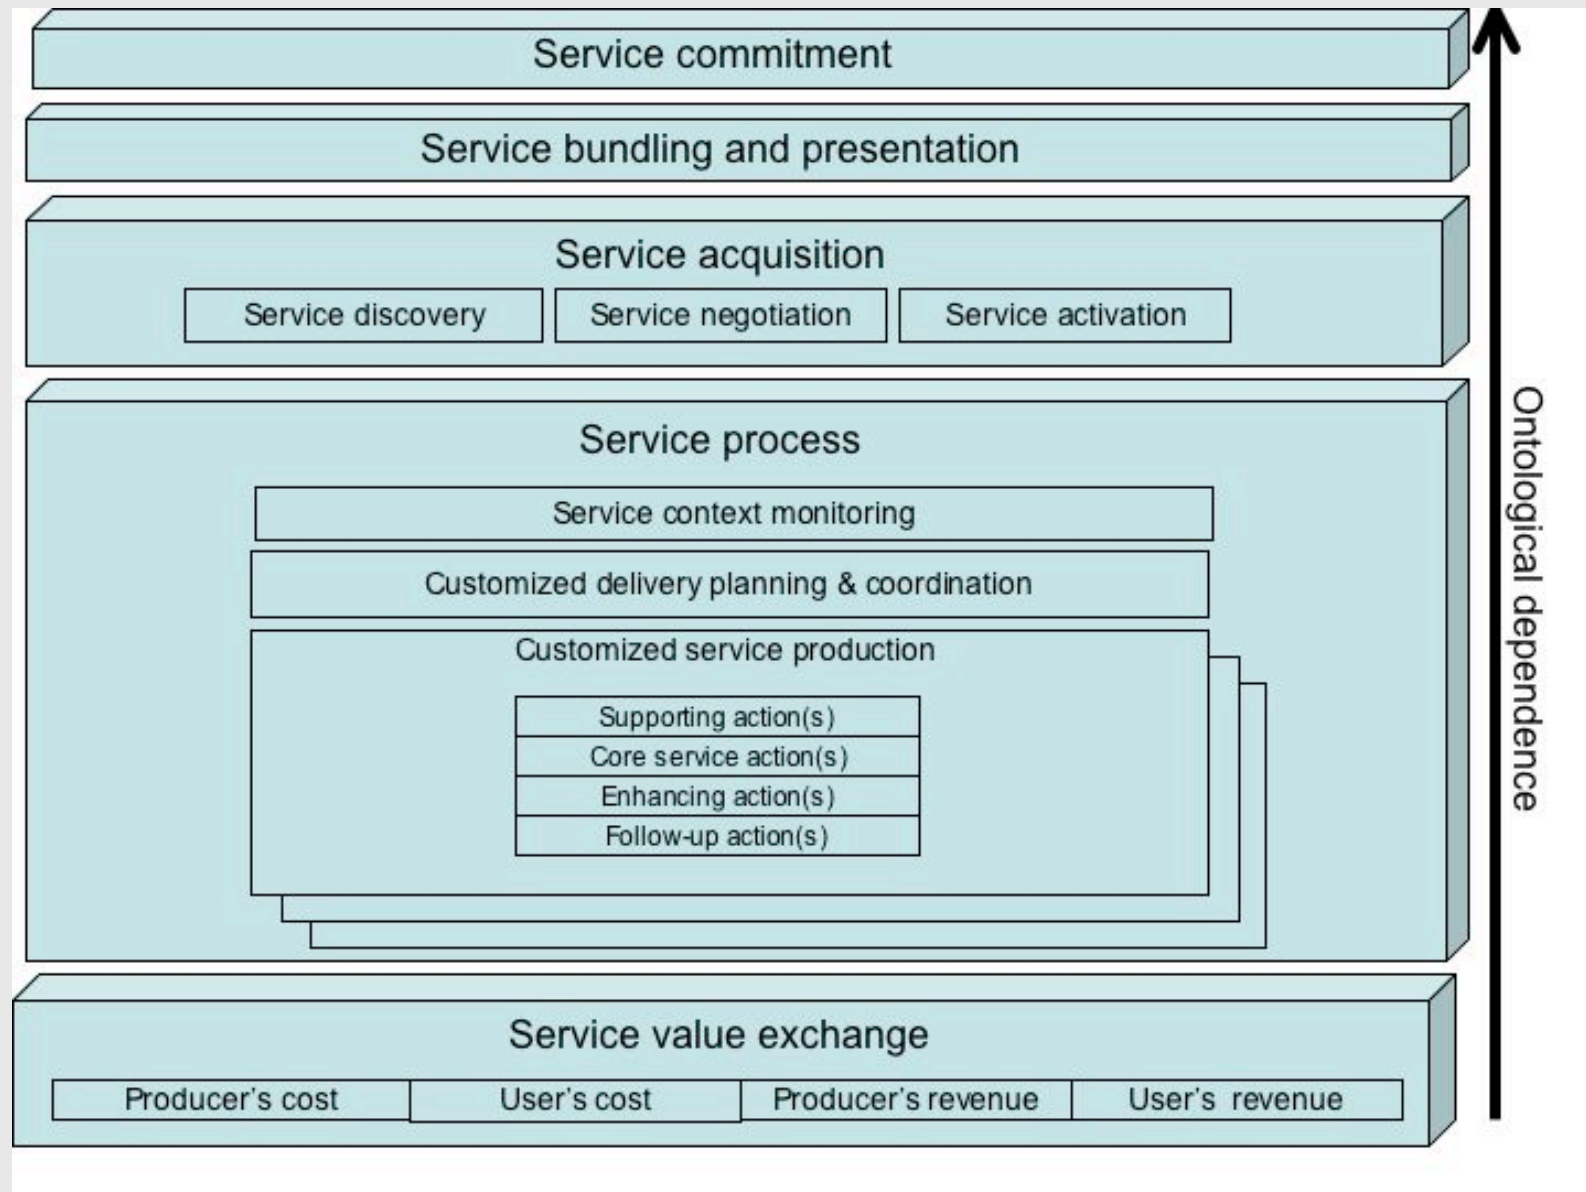 Service commitment
Service bundling and presentation
Service acquisition
Service discovery
Service negotiation
Service activation
Service process
Service context monitoring
Customized delivery planning & coordination
Customized service production
Supporting action(s)
Core service action(s)
Enhancing action(s)
Follow-up action(s)
Service value exchange
Producer's cost
User's cost
Producer's revenue
User's revenue
Ontological dependence